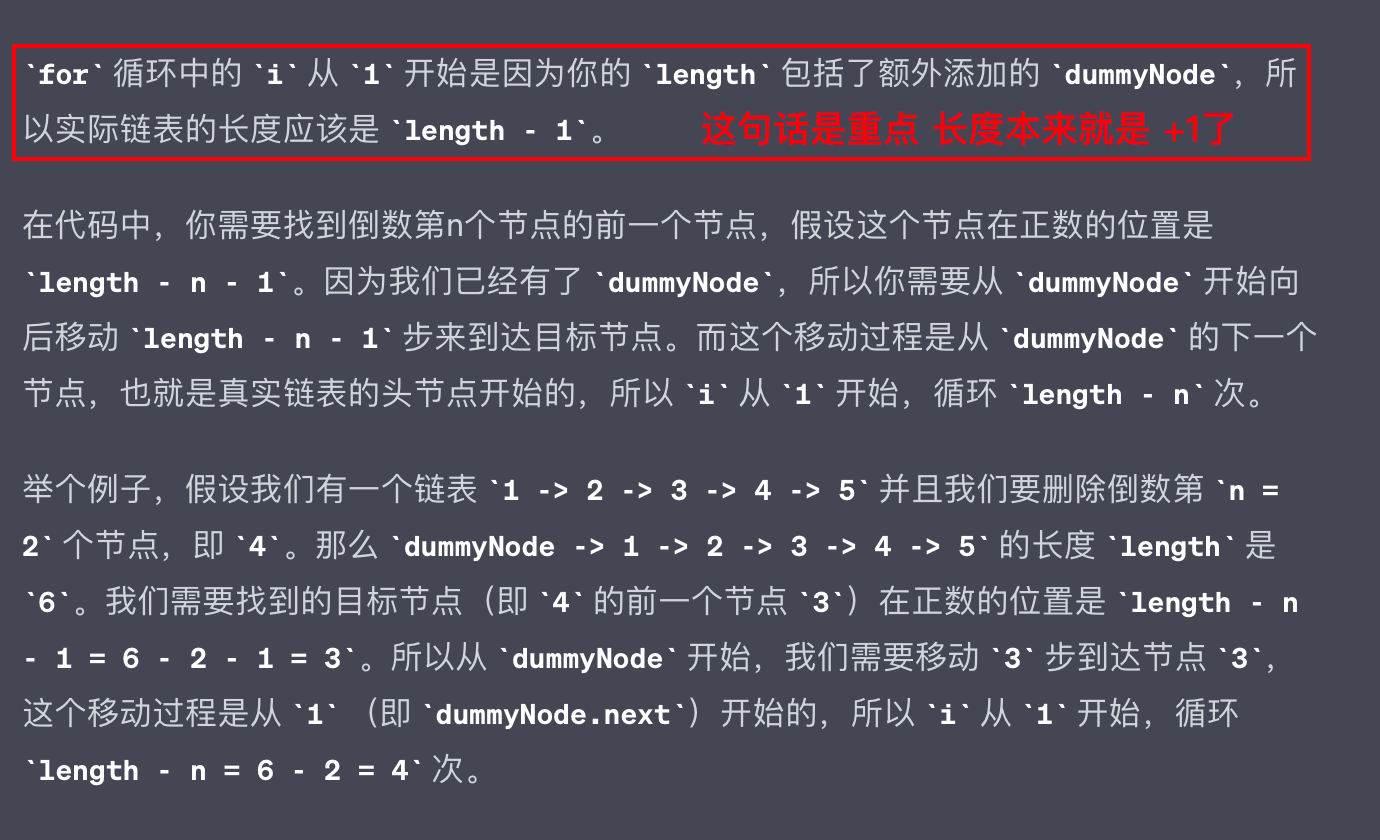 `for` 循环中的 `i` 从 `1` 开始是因为你的 `length` 包括了额外添加的 `dummyNode`，所
以实际链表的长度应该是 `length - 1`。 这句话是重点 长度本来就是 +1了
在代码中，你需要找到倒数第n个节点的前一个节点，假设这个节点在正数的位置是
`length - n - 1`。因为我们已经有了 `dummyNode`，所以你需要从 `dummyNode` 开始向
后移动 `length - n - 1` 步来到达目标节点。而这个移动过程是从 `dummyNode` 的下一个
节点，也就是真实链表的头节点开始的，所以 `i` 从 `1` 开始，循环 `length - n` 次。
举个例子，假设我们有一个链表 `1 -> 2 -> 3 -> 4 -> 5` 并且我们要删除倒数第 `n =
2` 个节点，即 `4`。那么 `dummyNode -> 1 -> 2 -> 3 -> 4 -> 5` 的长度 `length` 是
`6`。我们需要找到的目标节点（即 `4` 的前一个节点 `3`）在正数的位置是 `length - n
- 1 = 6 - 2 - 1 = 3`。所以从 `dummyNode` 开始，我们需要移动 `3` 步到达节点 `3`，
这个移动过程是从 `1` （即 `dummyNode.next`）开始的，所以 `i` 从 `1` 开始，循环
`length - n = 6 - 2 = 4` 次。